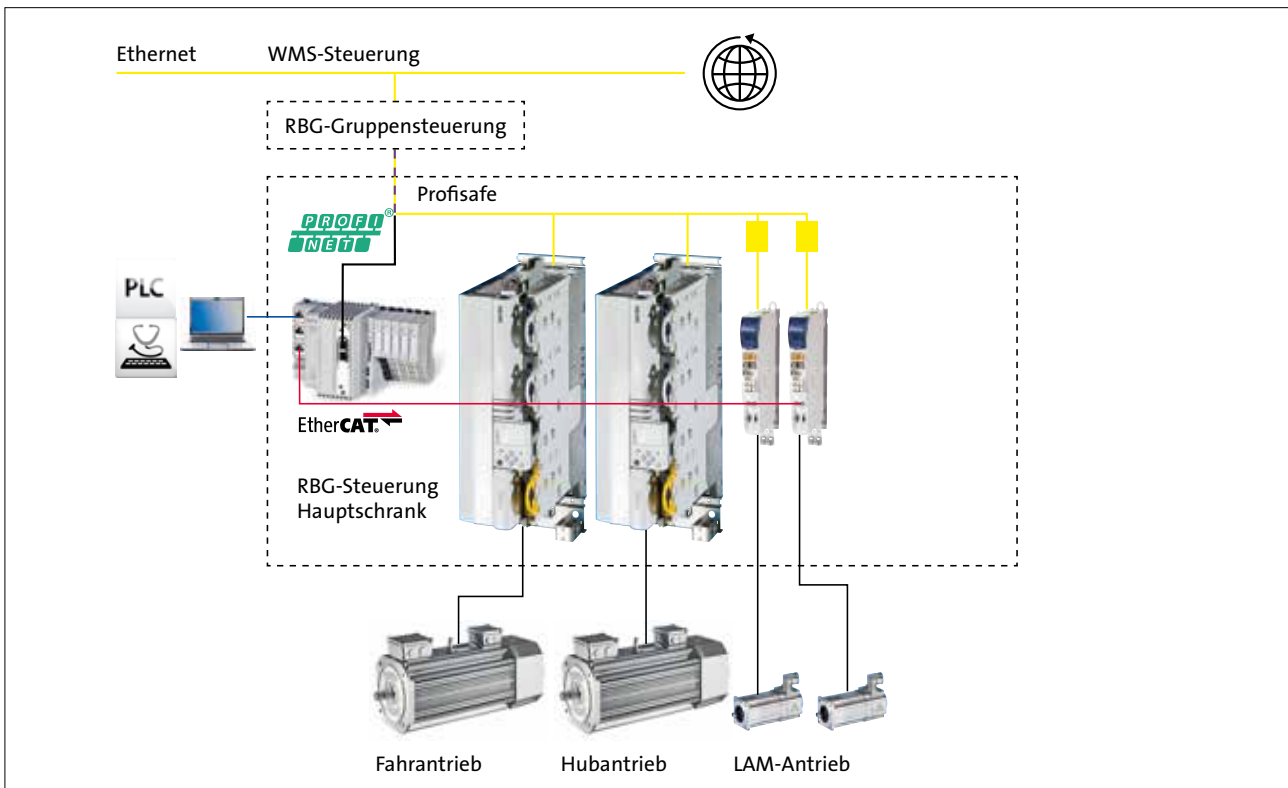 Ethernet
WMS-Steuerung
RBG-Gruppensteuerung
Profisafe
PROFI®
NET
PLC
EtherCAT®
RBG-Steuerung
Hauptschrank
Fahrantrieb
Hubantrieb
LAM-Antrieb